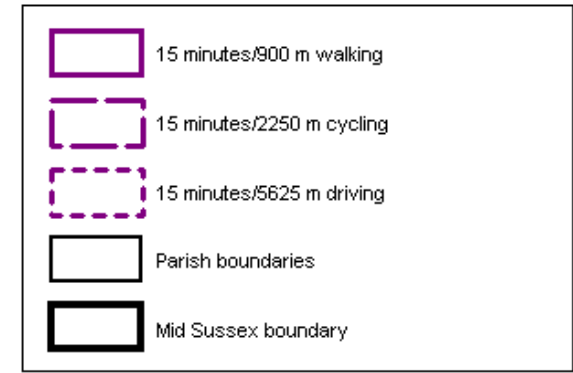 15 minutes/900 m walking
15 minutes/2250 m cycling
15 minutes/5625 m driving
Parish boundaries
Mid Sussex boundary